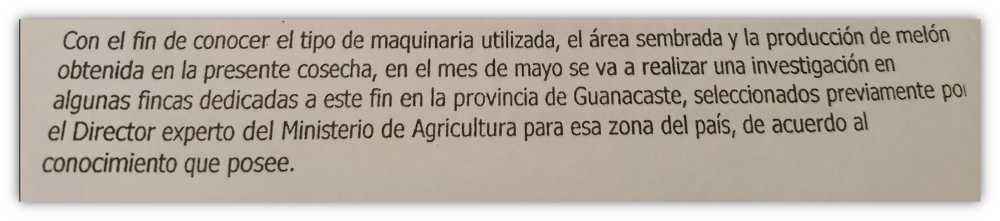 Con el fin de conocer el tipo de maquinaria utilizada, el área sembrada y la producción de melón
obtenida en la presente cosecha, en el mes de mayo se va a realizar una investigación en
algunas fincas dedicadas a este fin en la provincia de Guanacaste, seleccionados previamente por
el Director experto del Ministerio de Agricultura para esa zona del país, de acuerdo al
conocimiento que posee.